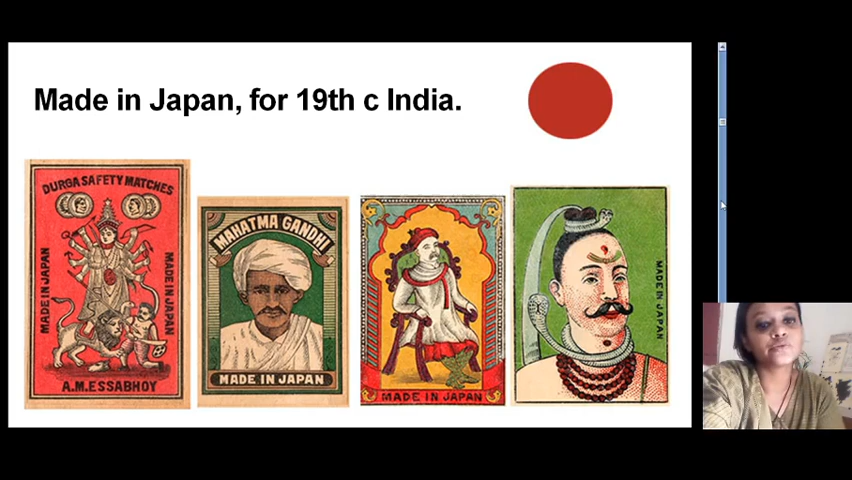 Made in Japan, for 19th c India.
DURGA SAFETY MATCHES
MADE IN JAPAN
MADE IN JAPAN
A.M.ESSABHOY
MAHATMA GANDHI
MADE IN JAPAN
MADE IN JAPAN
MADE IN JAPAN